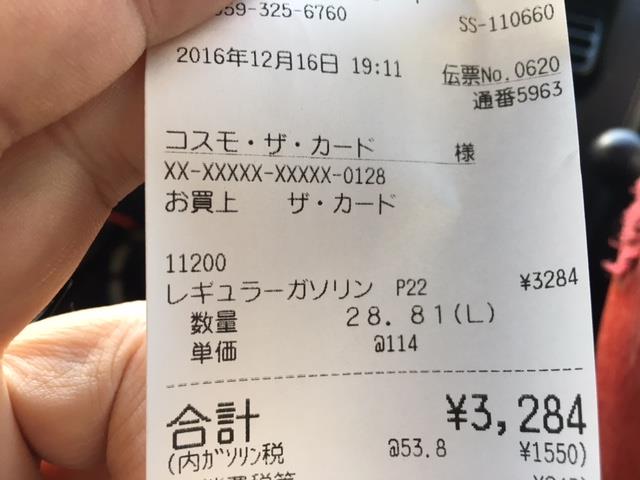 59-325-6760
SS-110660
2016年12月16日 19:11 伝票No.0620
通番5963
コスモ・ザ・カード 様
XX-XXXXX-XXXXX-0128
お買上 ザ・カード
11200
レギュラーガソリン P22 ¥3284
数量 28.81(L)
単価 @114
合計 ¥3,284
(内ガソリン税 @53.8 ¥1550)